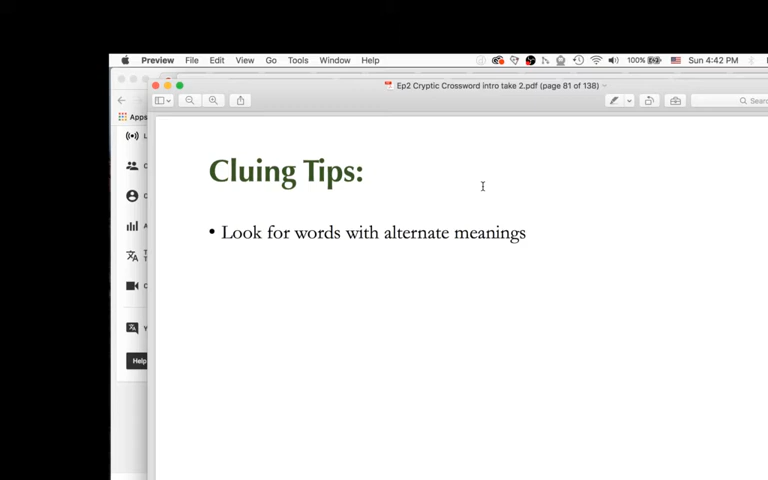 Preview File Edit View Go Tools Window Help 100% Sun 4:42 PM
Ep2 Cryptic Crossword intro take 2.pdf (page 81 of 138)
Apps
Cluing Tips:
• Look for words with alternate meanings
Help